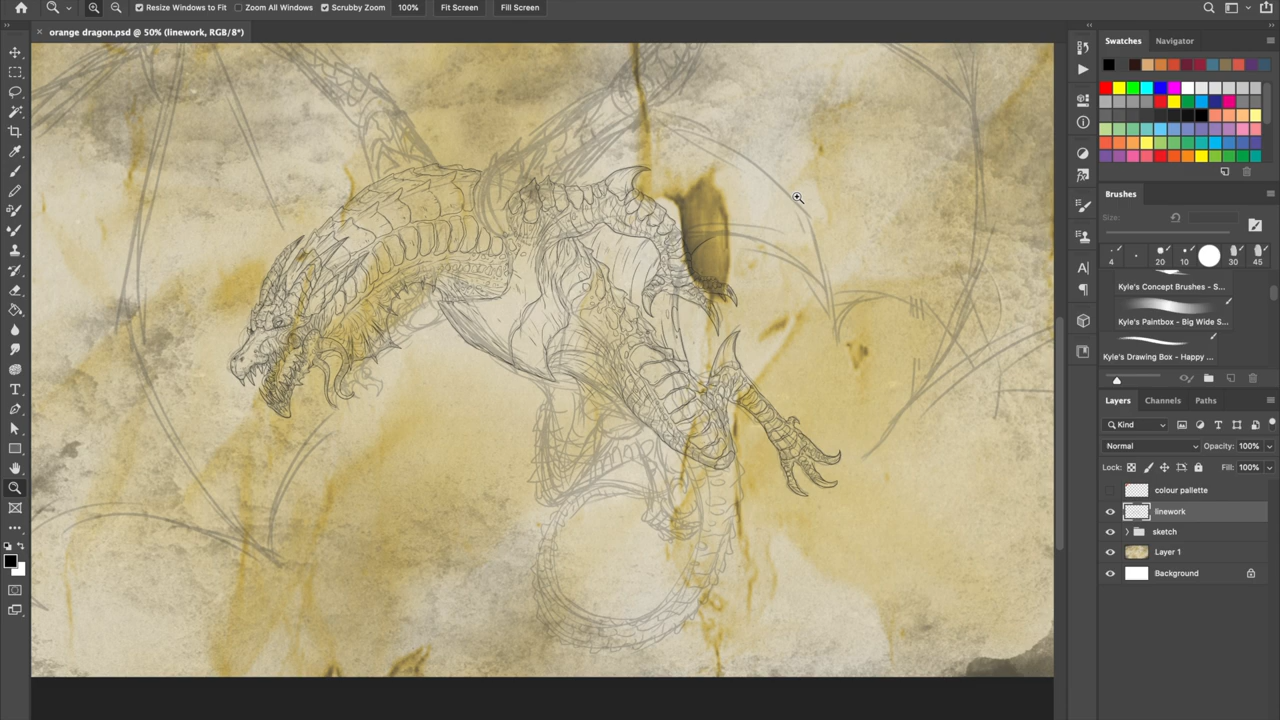 Resize Windows to Fit Zoom All Windows Scrubby Zoom 100% Fit Screen Fill Screen
× orange dragon.psd @ 50% (linework, RGB/8*)
Swatches Navigator
Brushes
Size:
4 20 10 30 45
Kyle's Concept Brushes - S...
Kyle's Paintbox - Big Wide S...
Kyle's Drawing Box - Happy ...
Layers Channels Paths
Kind
Normal Opacity: 100%
Lock: Fill: 100%
colour pallette
linework
sketch
Layer 1
Background